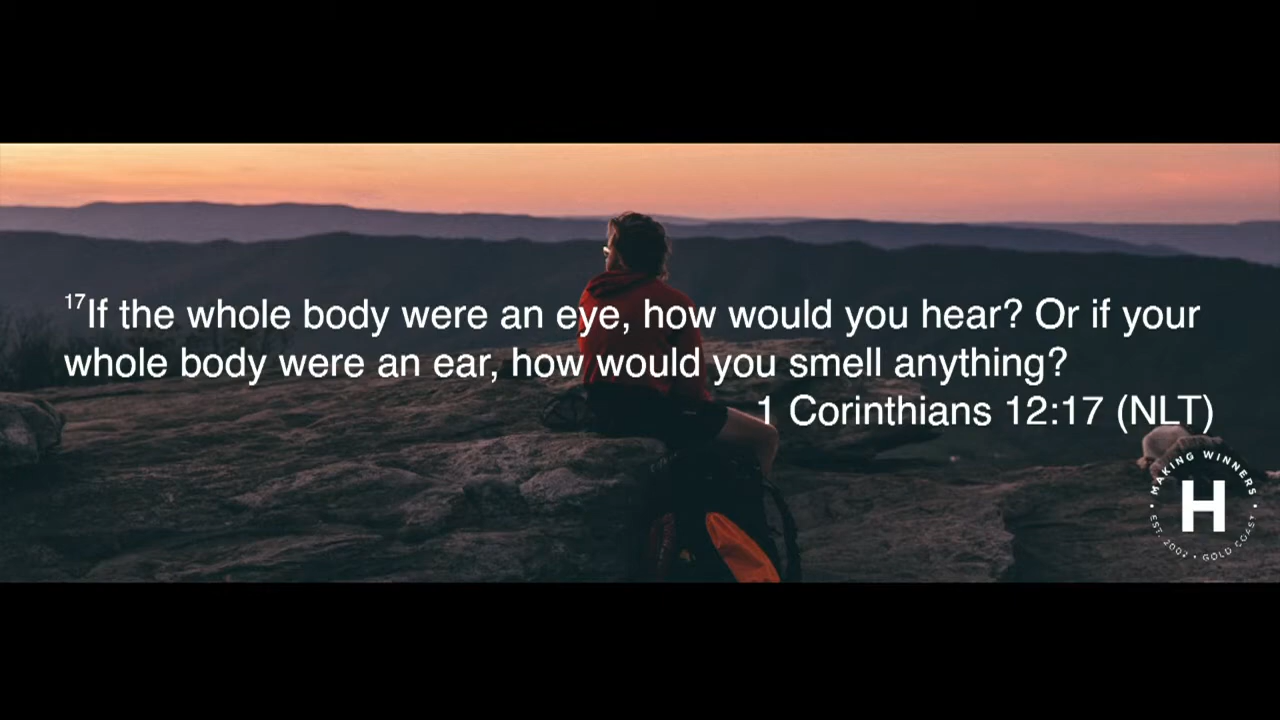 ¹⁷If the whole body were an eye, how would you hear? Or if your
whole body were an ear, how would you smell anything?
1 Corinthians 12:17 (NLT)
MAKING WINNERS
H
EST. 2002 • GOLD COAST